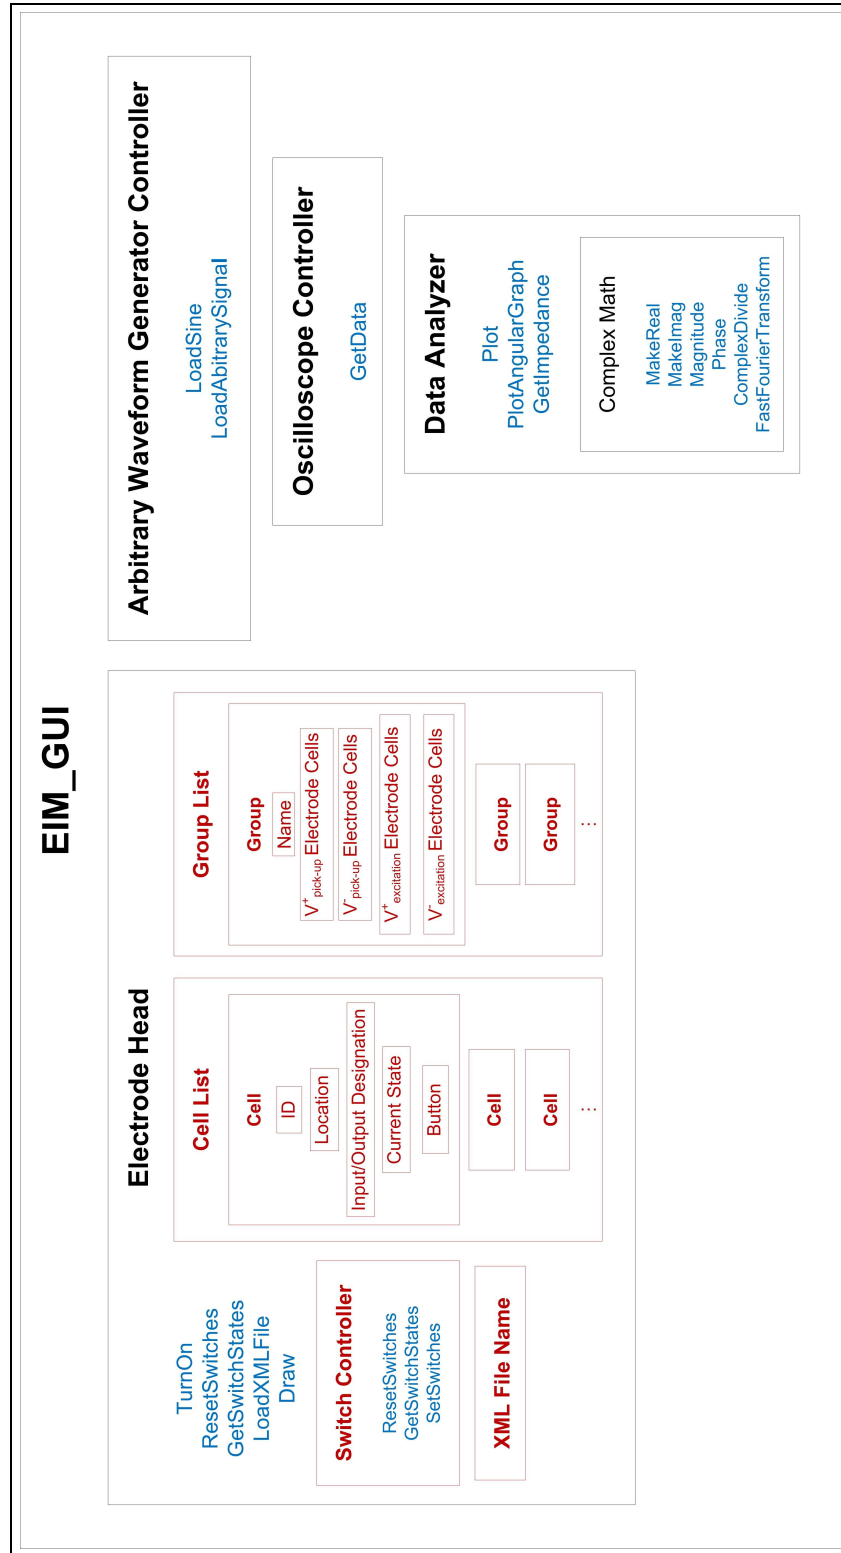 EIM_GUI
Electrode Head
TurnOn
ResetSwitches
GetSwitchStates
LoadXMLFile
Draw
Switch Controller
ResetSwitches
GetSwitchStates
SetSwitches
XML File Name
Cell List
Cell
ID
Location
Input/Output Designation
Current State
Button
Cell
Cell
...
Group List
Group
Name
V+pick-up Electrode Cells
V-pick-up Electrode Cells
V+excitation Electrode Cells
V-excitation Electrode Cells
Group
Group
...
Arbitrary Waveform Generator Controller
LoadSine
LoadAbitrarySignal
Oscilloscope Controller
GetData
Data Analyzer
Plot
PlotAngularGraph
GetImpedance
Complex Math
MakeReal
MakeImag
Magnitude
Phase
ComplexDivide
FastFourierTransform